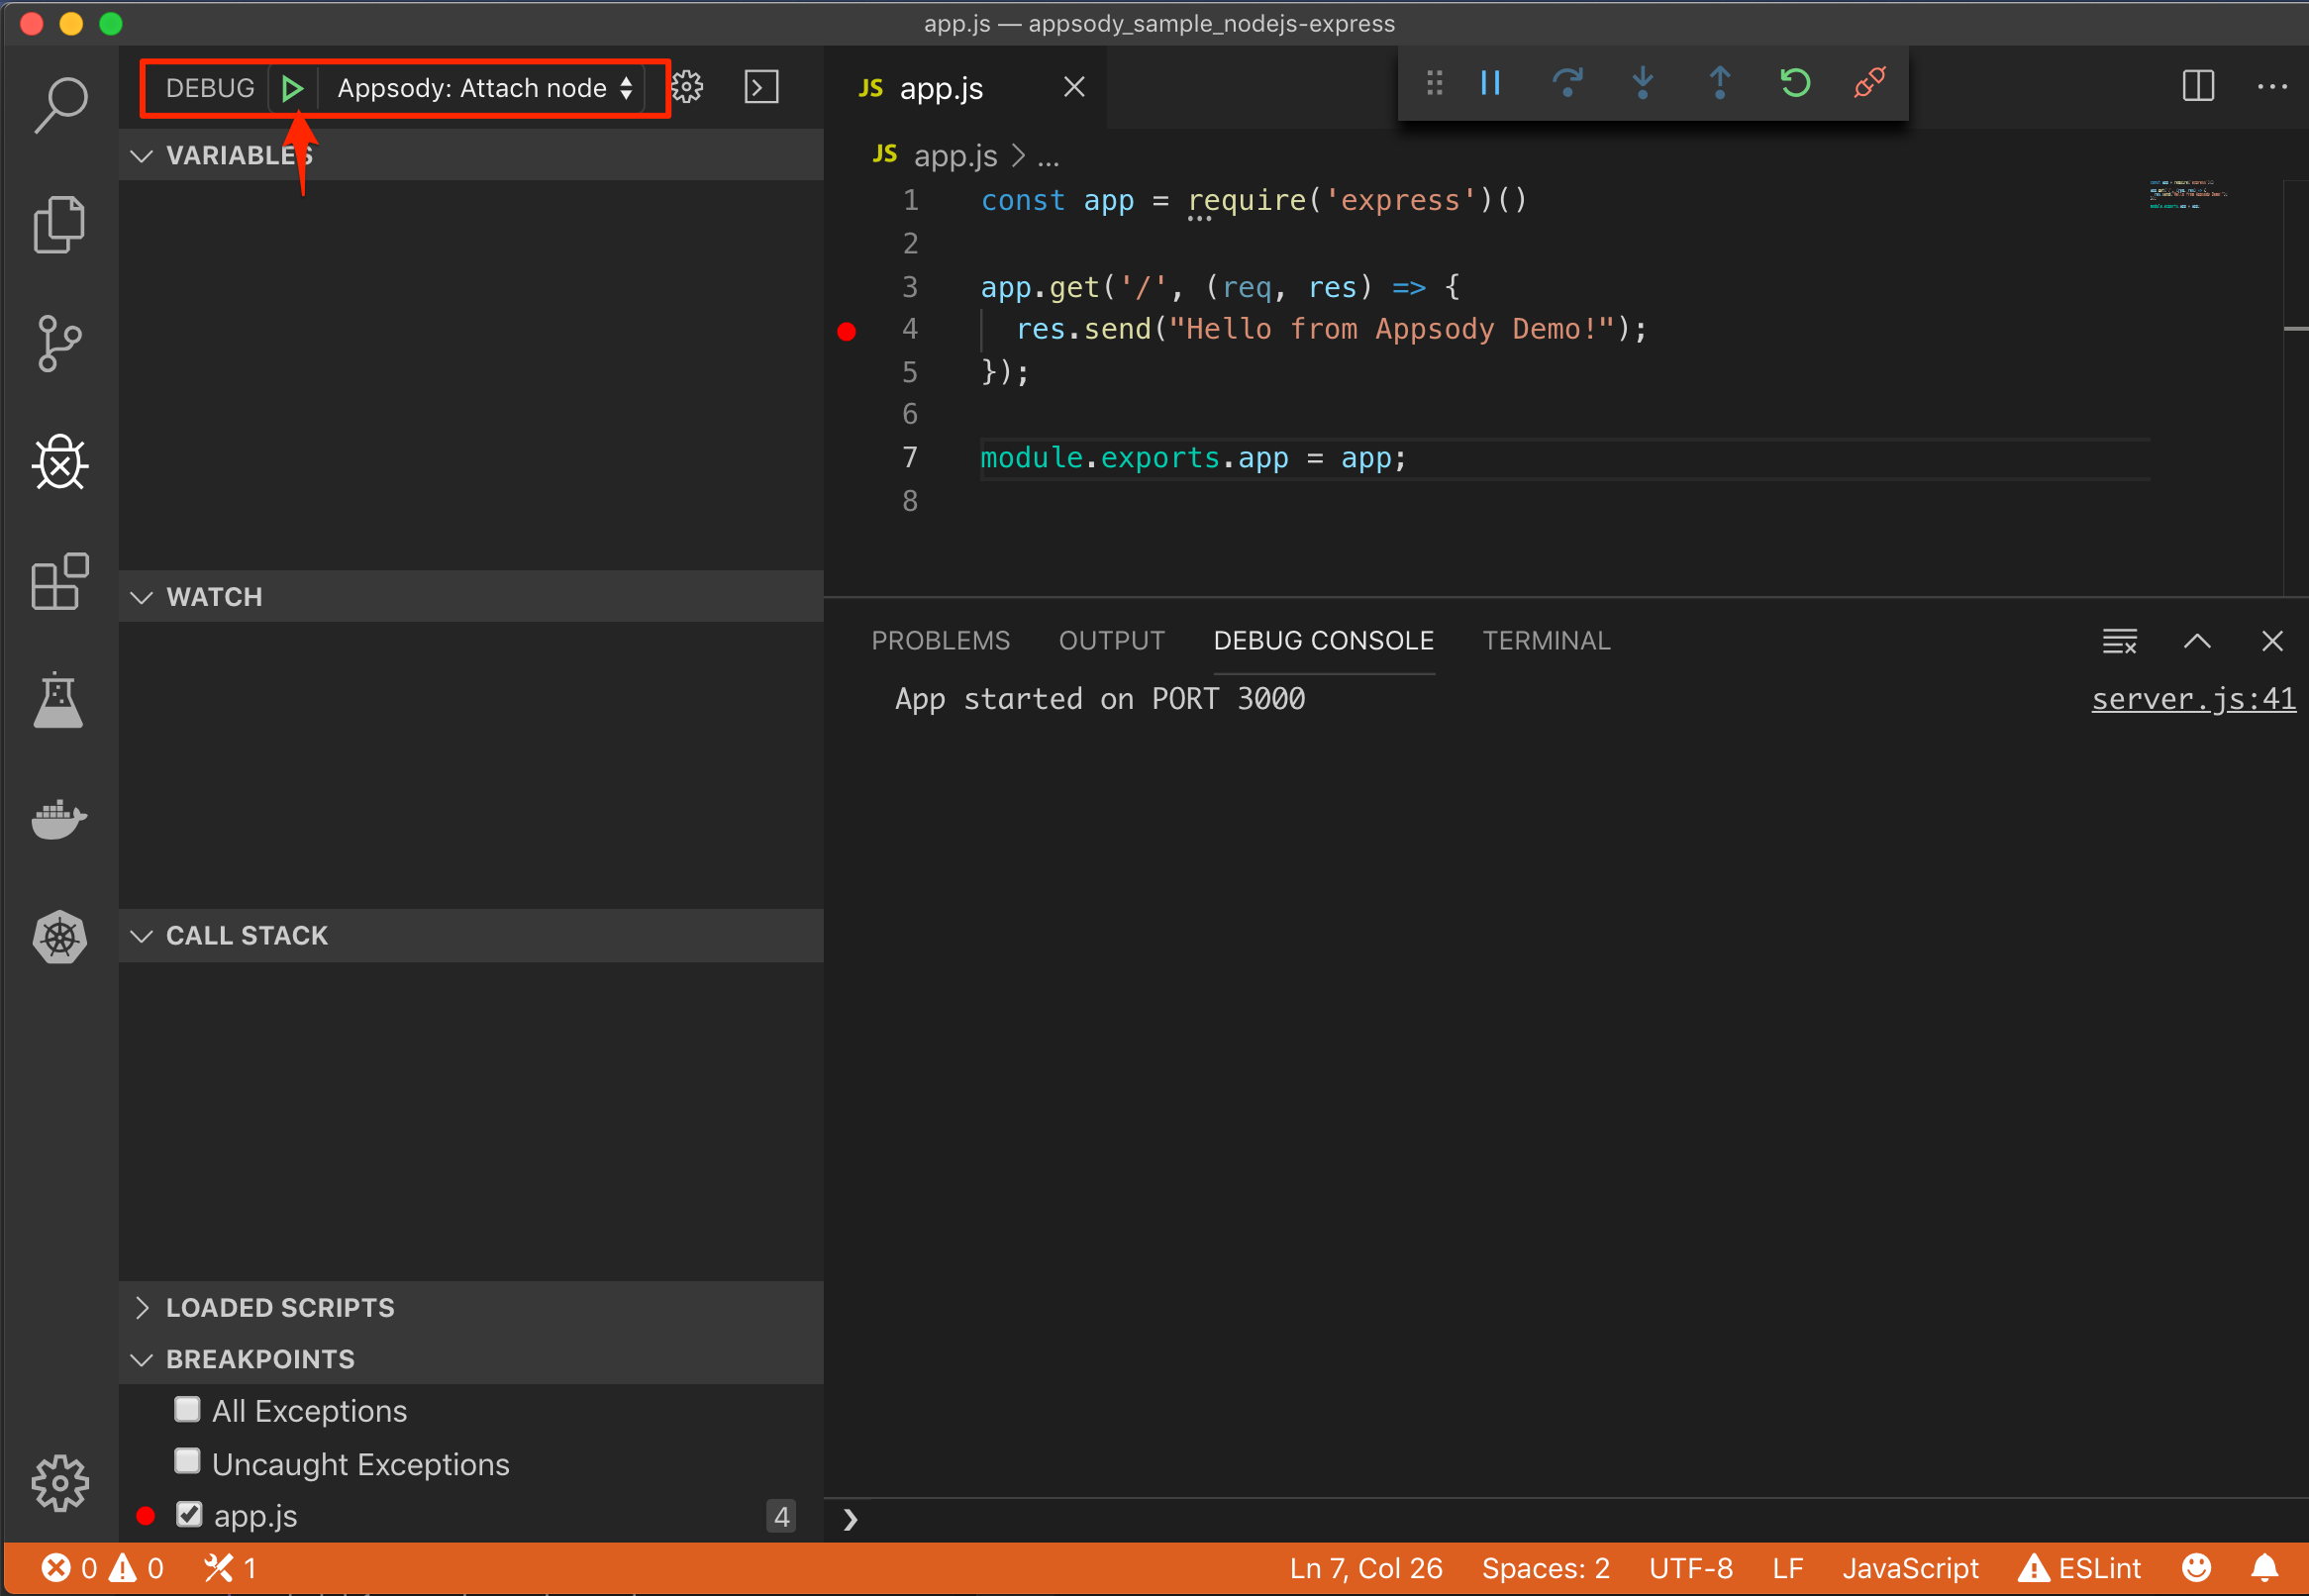 app.js — appsody_sample_nodejs-express
DEBUG Appsody: Attach node
VARIABLES
WATCH
CALL STACK
LOADED SCRIPTS
BREAKPOINTS
All Exceptions
Uncaught Exceptions
app.js 4
JS app.js
JS app.js > ...
1 const app = require('express')()
2
3 app.get('/', (req, res) => {
4 res.send("Hello from Appsody Demo!");
5 });
6
7 module.exports.app = app;
8
PROBLEMS OUTPUT DEBUG CONSOLE TERMINAL
App started on PORT 3000 server.js:41
0 0 1 Ln 7, Col 26 Spaces: 2 UTF-8 LF JavaScript ESLint